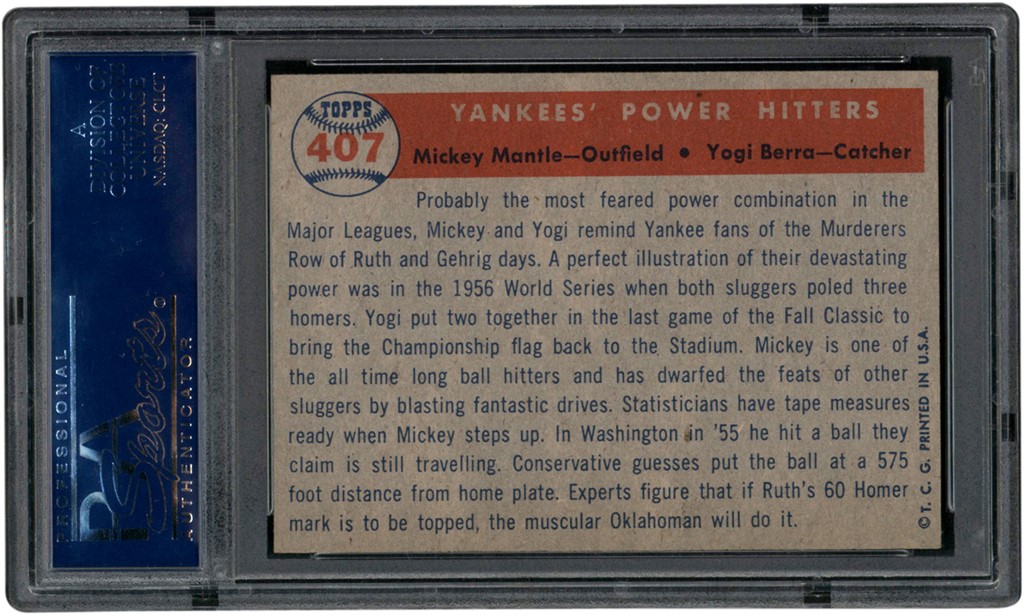 A
DIVISION OF
COLLECTORS
UNIVERSE
NASDAQ: CLCT
PROFESSIONAL
PSA
Sports
AUTHENTICATOR
TOPPS
407
YANKEES' POWER HITTERS
Mickey Mantle—Outfield • Yogi Berra—Catcher
Probably the most feared power combination in the
Major Leagues, Mickey and Yogi remind Yankee fans of the Murderers
Row of Ruth and Gehrig days. A perfect illustration of their devastating
power was in the 1956 World Series when both sluggers poled three
homers. Yogi put two together in the last game of the Fall Classic to
bring the Championship flag back to the Stadium. Mickey is one of
the all time long ball hitters and has dwarfed the feats of other
sluggers by blasting fantastic drives. Statisticians have tape measures
ready when Mickey steps up. In Washington in '55 he hit a ball they
claim is still travelling. Conservative guesses put the ball at a 575
foot distance from home plate. Experts figure that if Ruth's 60 Homer
mark is to be topped, the muscular Oklahoman will do it.
© T. C. G. PRINTED IN U.S.A.